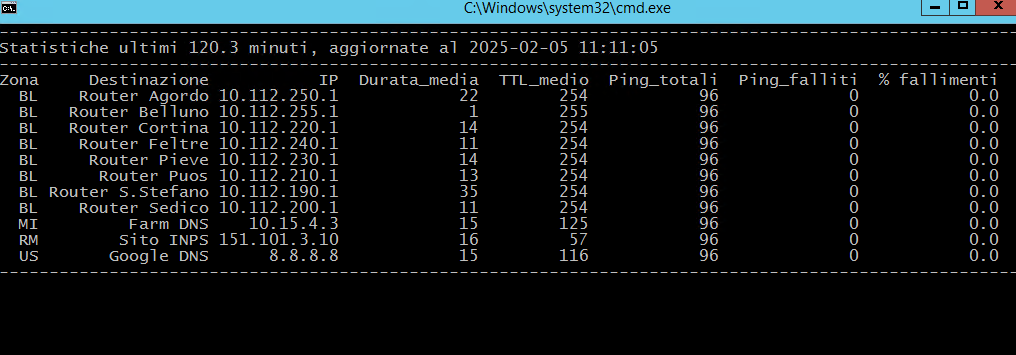 C:\Windows\system32\cmd.exe
Statistiche ultimi 120.3 minuti, aggiornate al 2025-02-05 11:11:05
Zona Destinazione IP Durata_media TTL_medio Ping_totali Ping_falliti % fallimenti
BL Router Agordo 10.112.250.1 22 254 96 0 0.0
BL Router Belluno 10.112.255.1 1 255 96 0 0.0
BL Router Cortina 10.112.220.1 14 254 96 0 0.0
BL Router Feltre 10.112.240.1 11 254 96 0 0.0
BL Router Pieve 10.112.230.1 14 254 96 0 0.0
BL Router Puos 10.112.210.1 13 254 96 0 0.0
BL Router S.Stefano 10.112.190.1 35 254 96 0 0.0
BL Router Sedico 10.112.200.1 11 254 96 0 0.0
MI Farm DNS 10.15.4.3 15 125 96 0 0.0
RM Sito INPS 151.101.3.10 16 57 96 0 0.0
US Google DNS 8.8.8.8 15 116 96 0 0.0